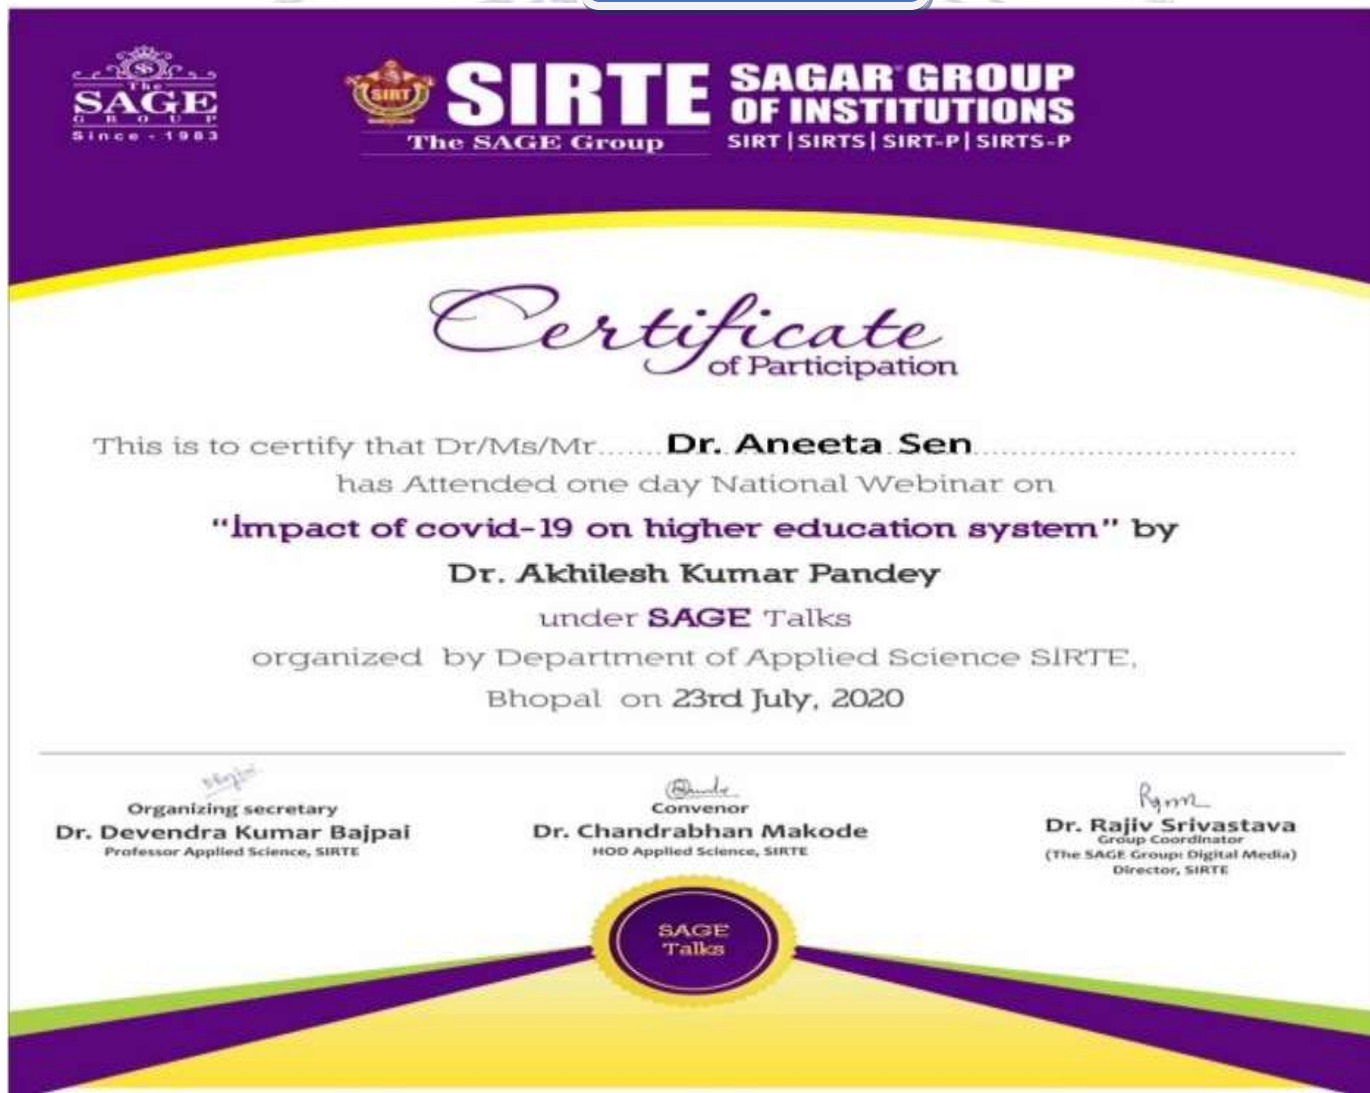 SS
The
SAGE
GROUP
Since - 1983
SIRT
SIRTE
The SAGE Group
SAGAR GROUP
OF INSTITUTIONS
SIRT | SIRTS | SIRT-P | SIRTS-P
Certificate
of Participation
This is to certify that Dr/Ms/Mr...... Dr. Aneeta Sen..................................
has Attended one day National Webinar on
"Impact of covid-19 on higher education system" by
Dr. Akhilesh Kumar Pandey
under SAGE Talks
organized by Department of Applied Science SIRTE,
Bhopal on 23rd July, 2020
Organizing secretary
Dr. Devendra Kumar Bajpai
Professor Applied Science, SIRTE
Convenor
Dr. Chandrabhan Makode
HOD Applied Science, SIRTE
Dr. Rajiv Srivastava
Group Coordinator
(The SAGE Group: Digital Media)
Director, SIRTE
SAGE
Talks